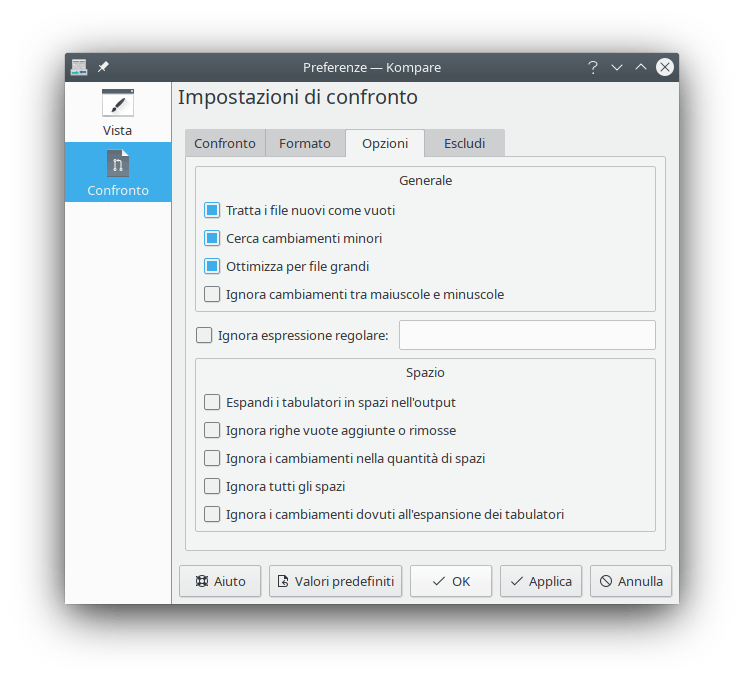 Preferenze — Kompare
Vista
Confronto
Impostazioni di confronto
Confronto
Formato
Opzioni
Escludi
Generale
Tratta i file nuovi come vuoti
Cerca cambiamenti minori
Ottimizza per file grandi
Ignora cambiamenti tra maiuscole e minuscole
Ignora espressione regolare:
Spazio
Espandi i tabulatori in spazi nell'output
Ignora righe vuote aggiunte o rimosse
Ignora i cambiamenti nella quantità di spazi
Ignora tutti gli spazi
Ignora i cambiamenti dovuti all'espansione dei tabulatori
Aiuto
Valori predefiniti
OK
Applica
Annulla